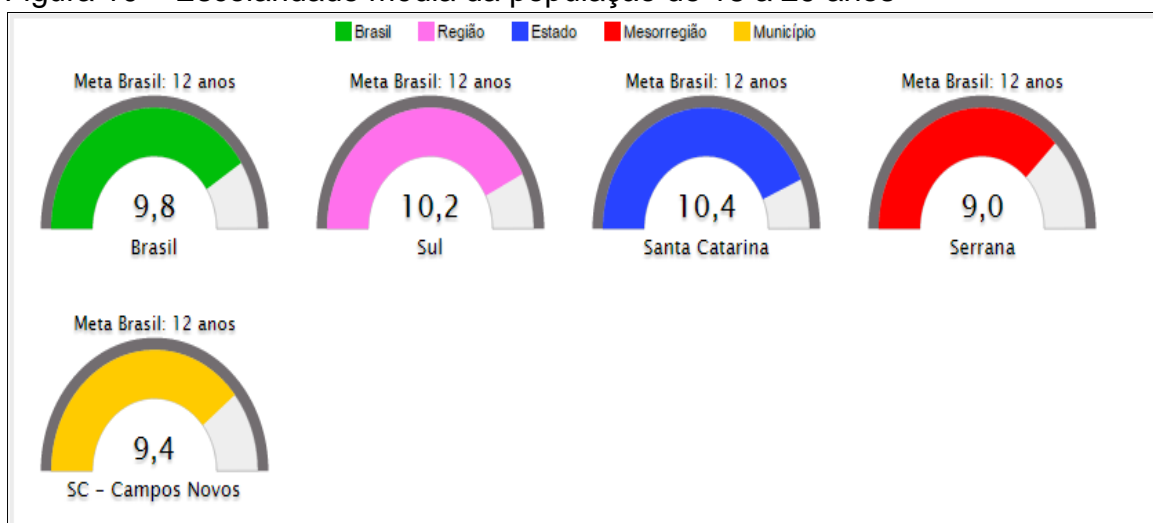 Brasil Região Estado Mesorregião Município
Meta Brasil: 12 anos Meta Brasil: 12 anos Meta Brasil: 12 anos Meta Brasil: 12 anos
9,8 10,2 10,4 9,0
Brasil Sul Santa Catarina Serrana
Meta Brasil: 12 anos
9,4
SC - Campos Novos